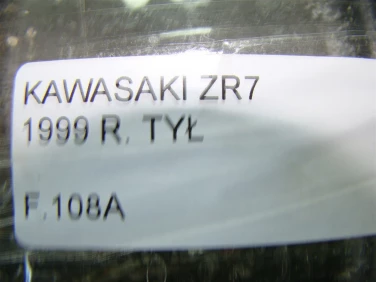 KAWASAKI ZR7
1999 R. TYŁ
F.108A